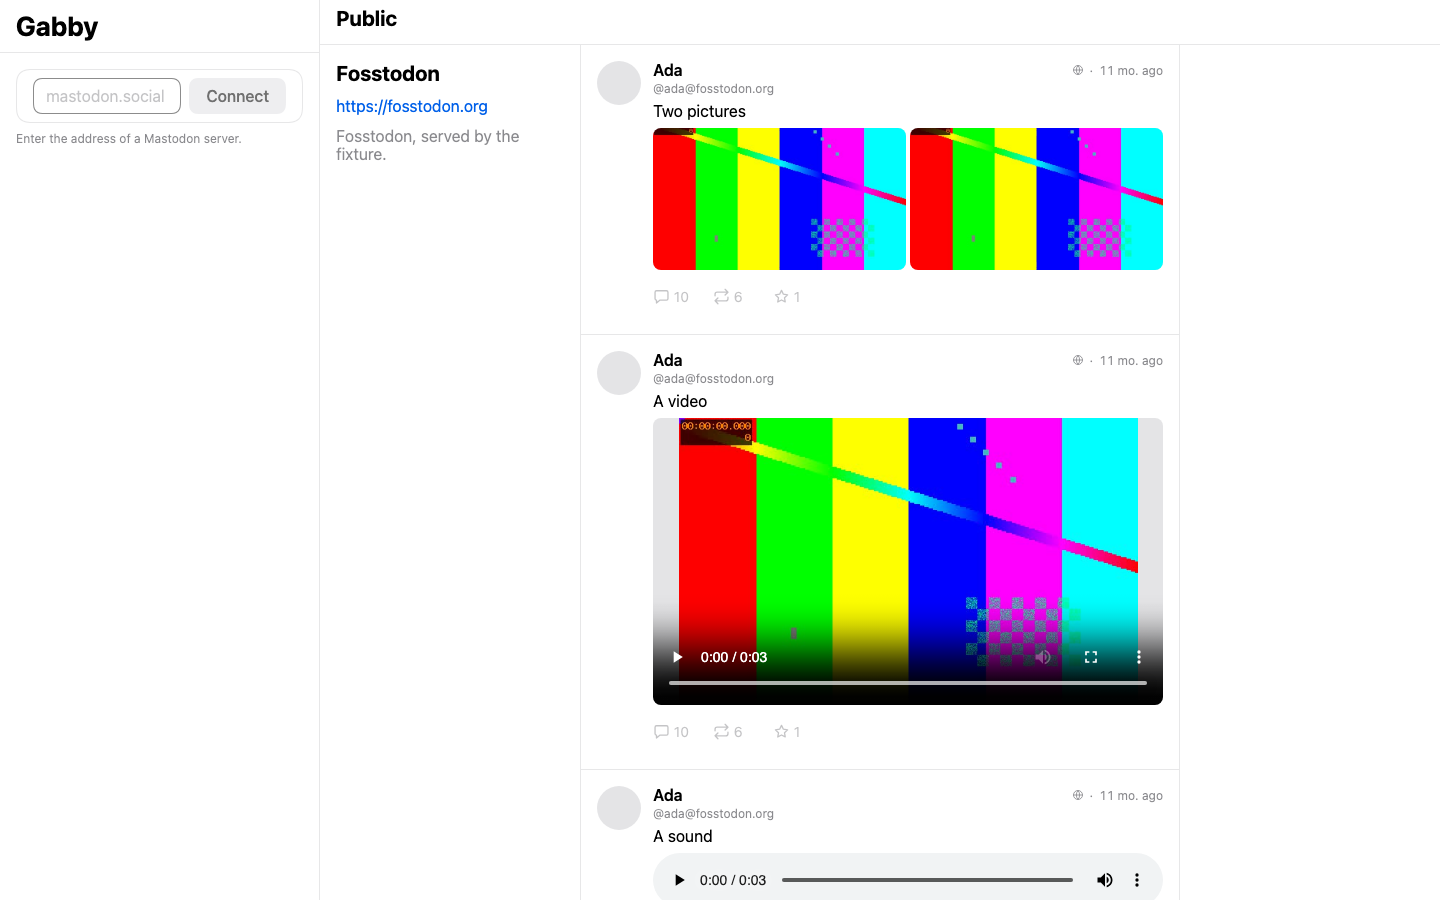 Gabby
mastodon.social
Connect
Enter the address of a Mastodon server.
Public
Fosstodon
https://fosstodon.org
Fosstodon, served by the
fixture.
Ada
· 11 mo. ago
@ada@fosstodon.org
Two pictures
10 6 1
Ada
· 11 mo. ago
@ada@fosstodon.org
A video
00:00:00.000
0
0:00 / 0:03
10 6 1
Ada
· 11 mo. ago
@ada@fosstodon.org
A sound
0:00 / 0:03